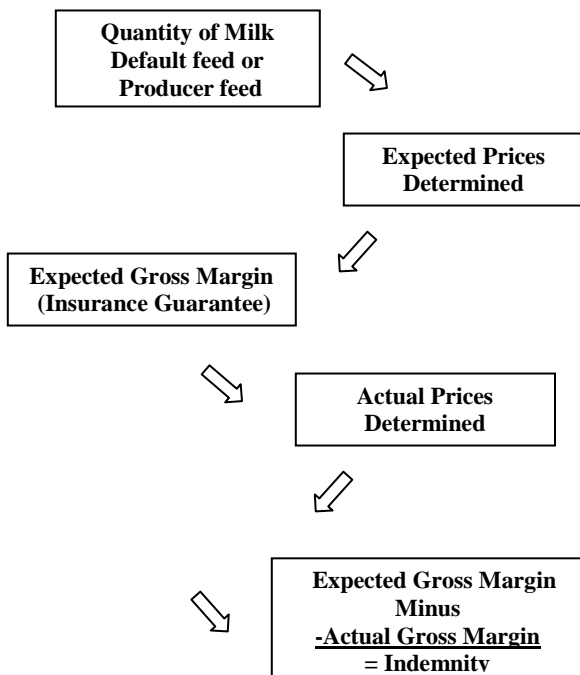 Quantity of Milk
Default feed or
Producer feed
Expected Prices
Determined
Expected Gross Margin
(Insurance Guarantee)
Actual Prices
Determined
Expected Gross Margin
Minus
-Actual Gross Margin
= Indemnity